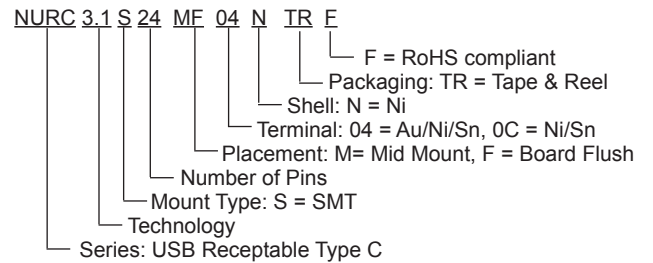 NURC 3.1 S 24 MF 04 N TR F
F = RoHS compliant
Packaging: TR = Tape & Reel
Shell: N = Ni
Terminal: 04 = Au/Ni/Sn, 0C = Ni/Sn
Placement: M= Mid Mount, F = Board Flush
Number of Pins
Mount Type: S = SMT
Technology
Series: USB Receptable Type C